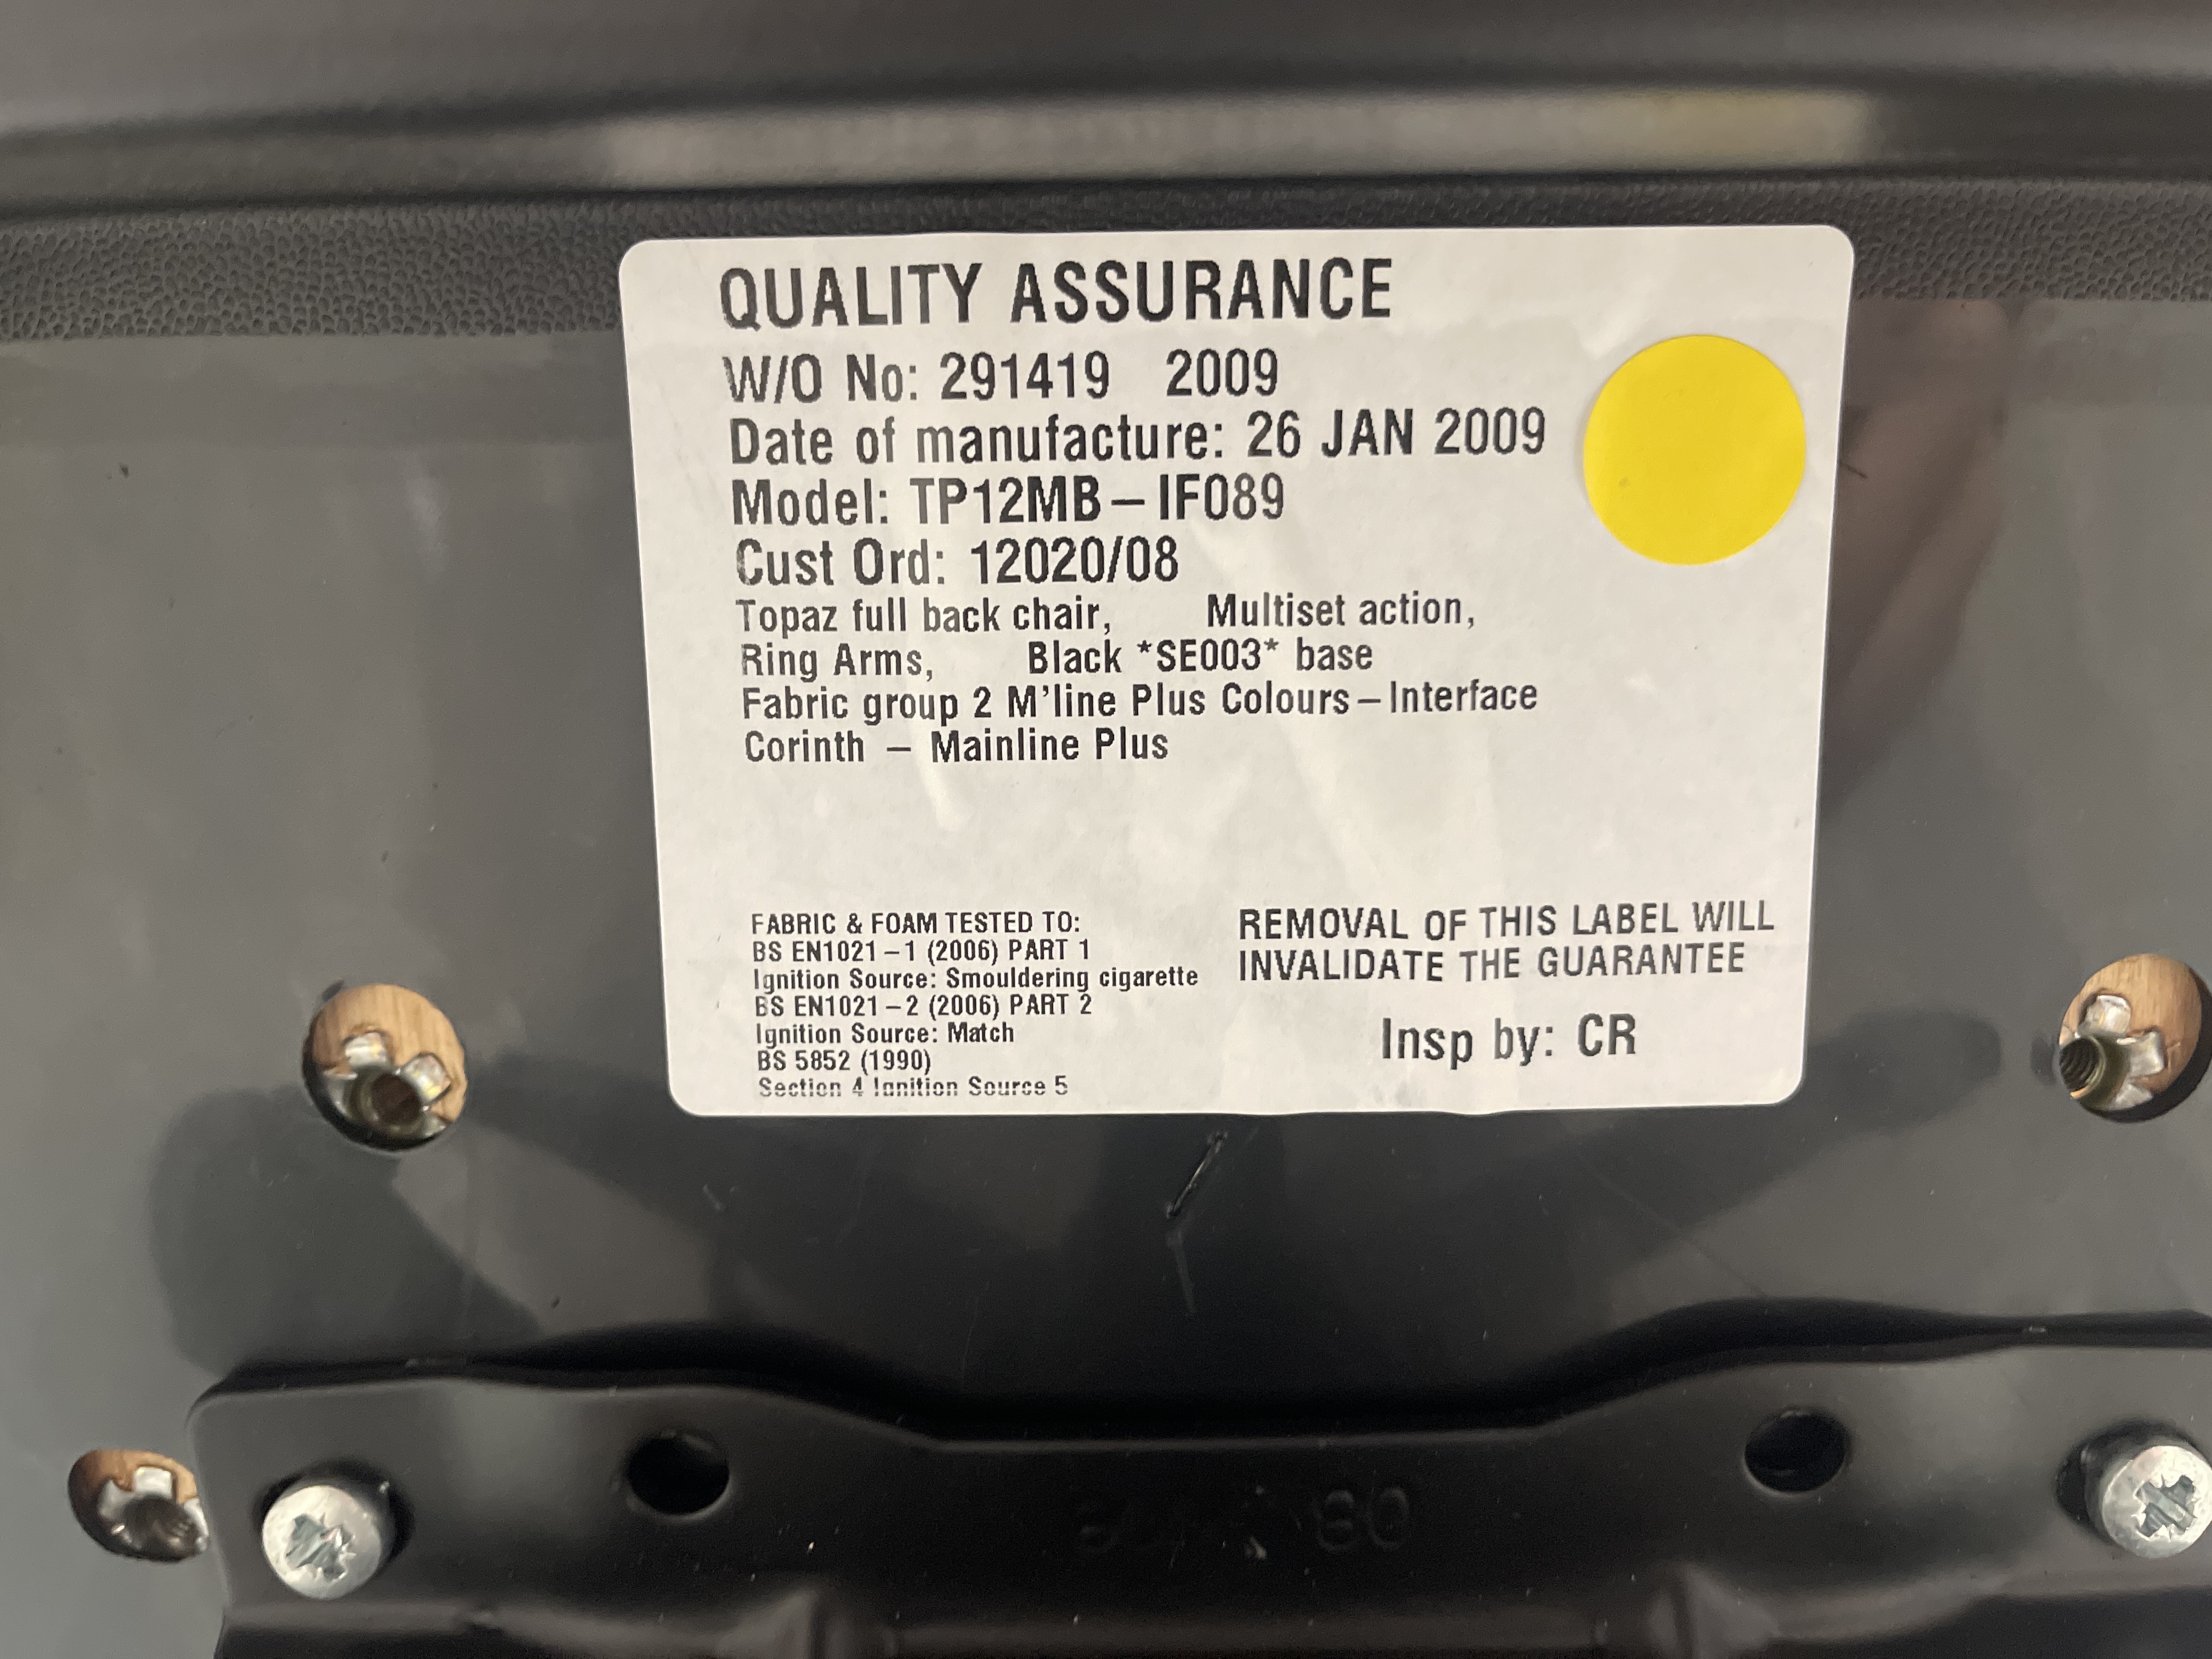 QUALITY ASSURANCE
W/O No: 291419 2009
Date of manufacture: 26 JAN 2009
Model: TP12MB – IF089
Cust Ord: 12020/08
Topaz full back chair, Multiset action,
Ring Arms, Black *SE003* base
Fabric group 2 M'line Plus Colours – Interface
Corinth – Mainline Plus
FABRIC & FOAM TESTED TO:
BS EN1021 – 1 (2006) PART 1
Ignition Source: Smouldering cigarette
BS EN1021 – 2 (2006) PART 2
Ignition Source: Match
BS 5852 (1990)
Section 4 Ignition Source 5
REMOVAL OF THIS LABEL WILL
INVALIDATE THE GUARANTEE
Insp by: CR